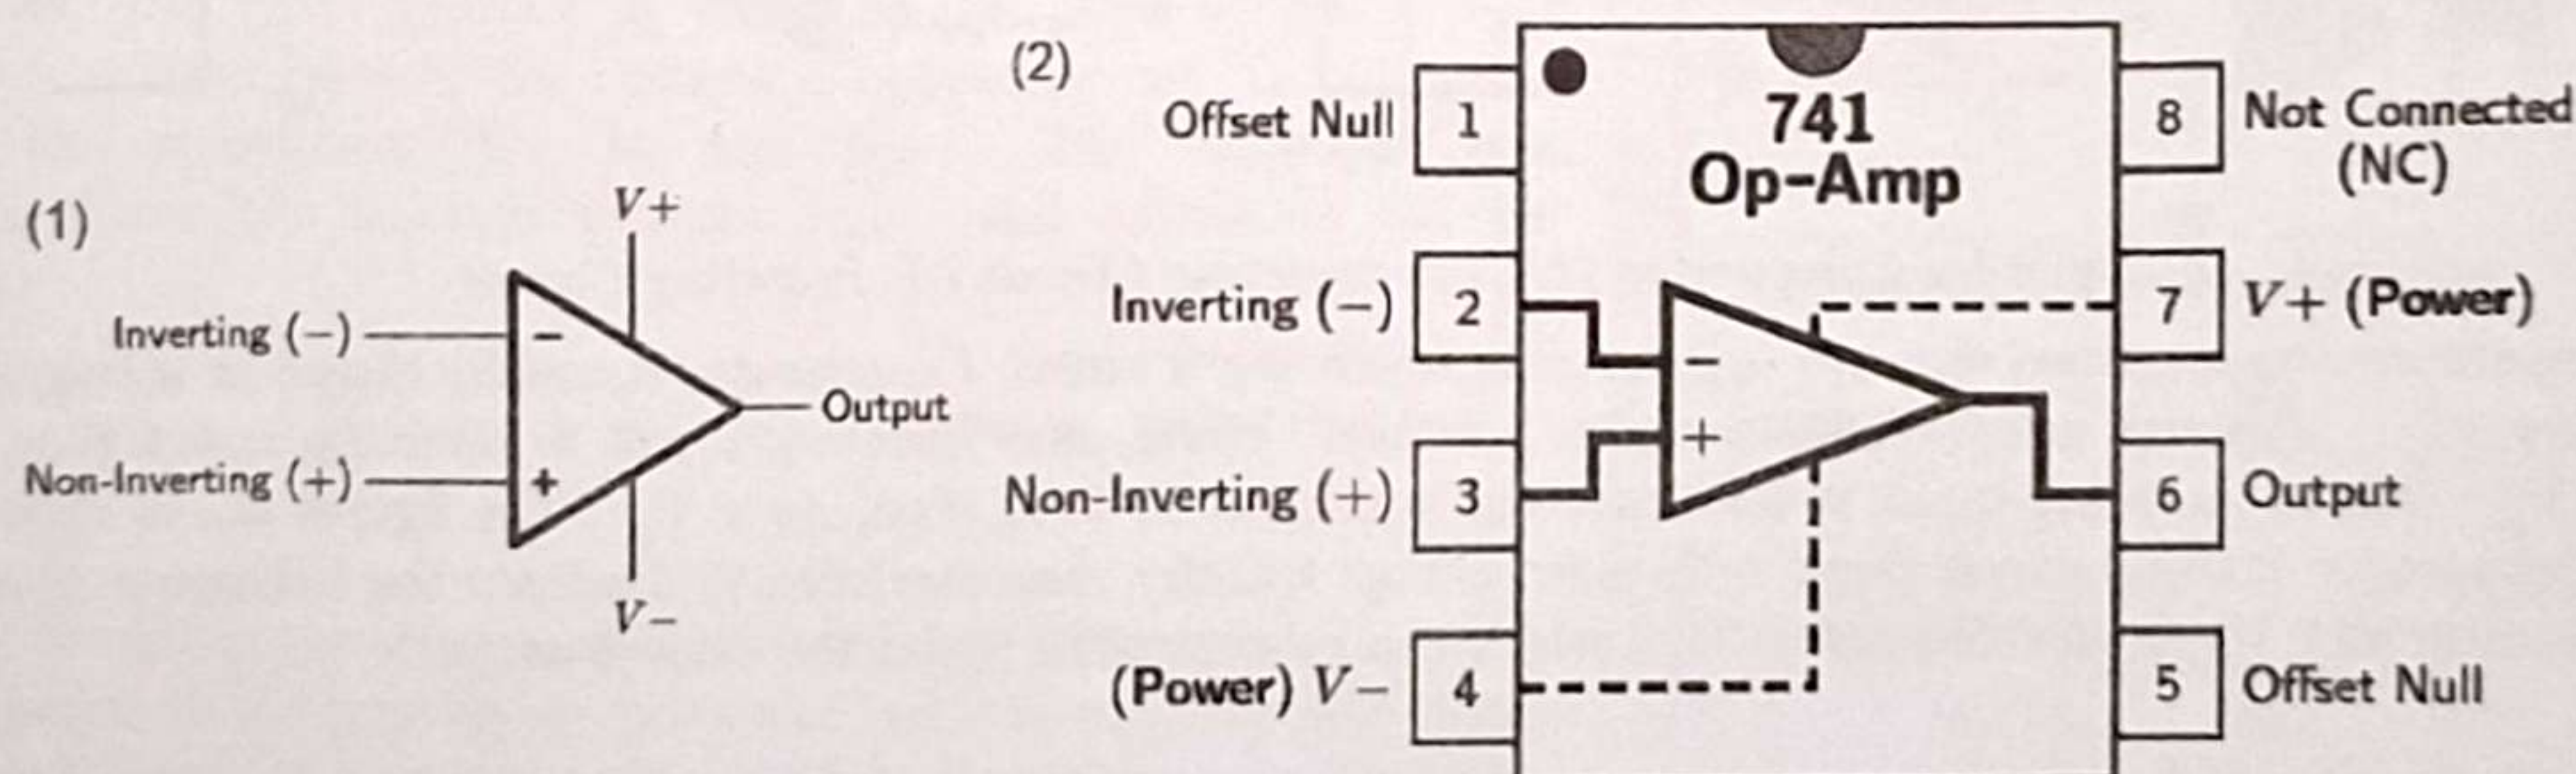 (1)
V+
Inverting (−)
−
Output
Non-Inverting (+)
+
V−
(2)
741
Op-Amp
Offset Null
1
8
Not Connected
(NC)
Inverting (−)
2
−
7
V+ (Power)
Non-Inverting (+)
3
+
6
Output
(Power) V−
4
5
Offset Null